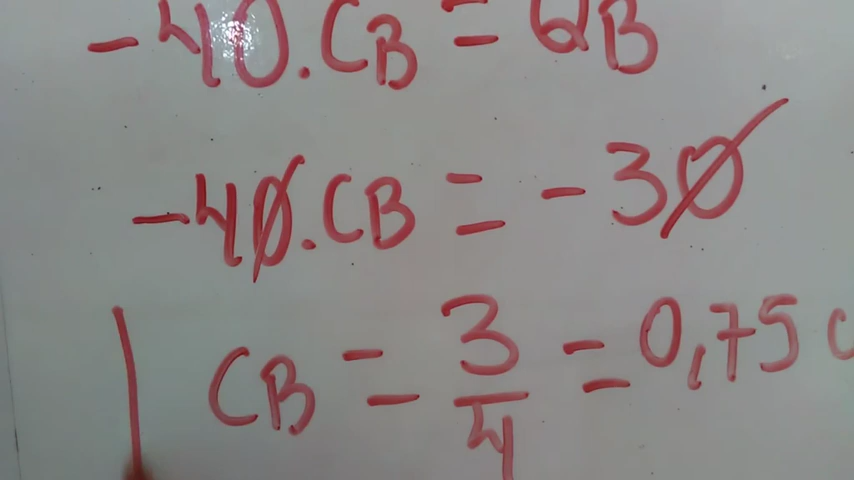 -40.CB = QB
-40.CB = -30
CB = 3/4 = 0,75